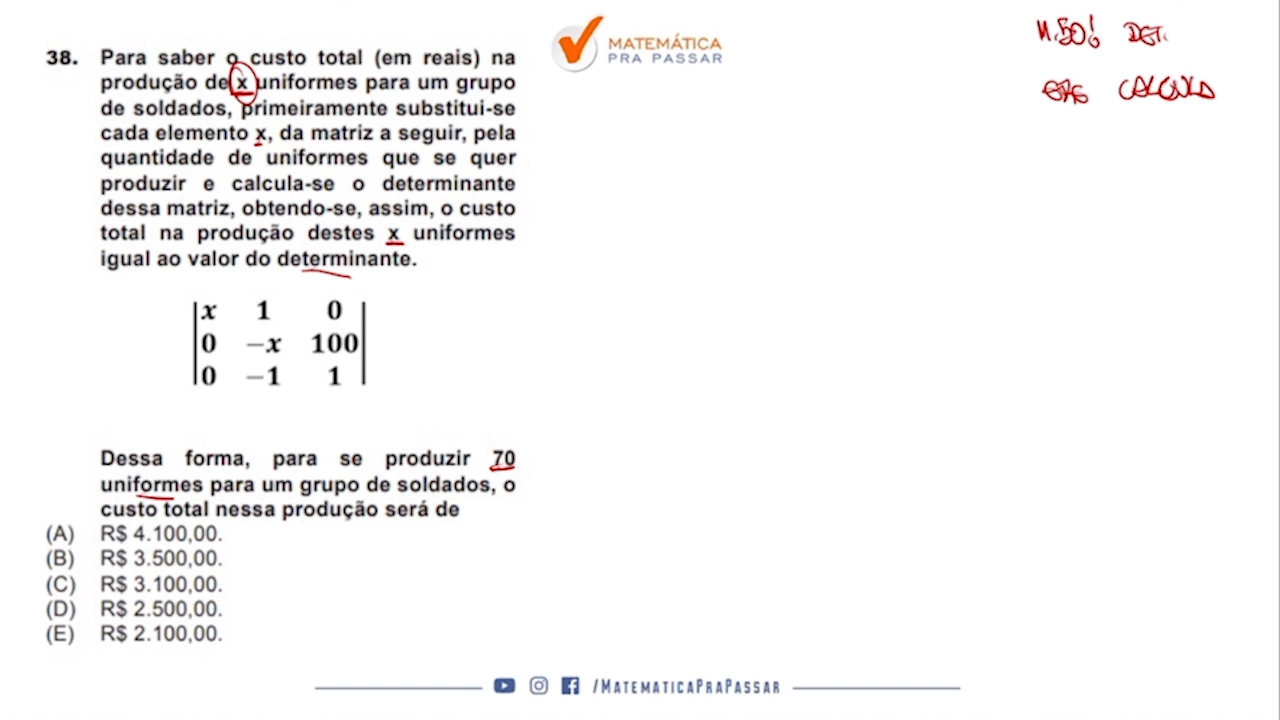 38. Para saber o custo total (em reais) na
produção de x uniformes para um grupo
de soldados, primeiramente substitui-se
cada elemento x, da matriz a seguir, pela
quantidade de uniformes que se quer
produzir e calcula-se o determinante
dessa matriz, obtendo-se, assim, o custo
total na produção destes x uniformes
igual ao valor do determinante.
x 1 0
0 −x 100
0 −1 1
Dessa forma, para se produzir 70
uniformes para um grupo de soldados, o
custo total nessa produção será de
(A) R$ 4.100,00.
(B) R$ 3.500,00.
(C) R$ 3.100,00.
(D) R$ 2.500,00.
(E) R$ 2.100,00.
MATEMÁTICA
PRA PASSAR
DET.
/MATEMATICAPRAPASSAR